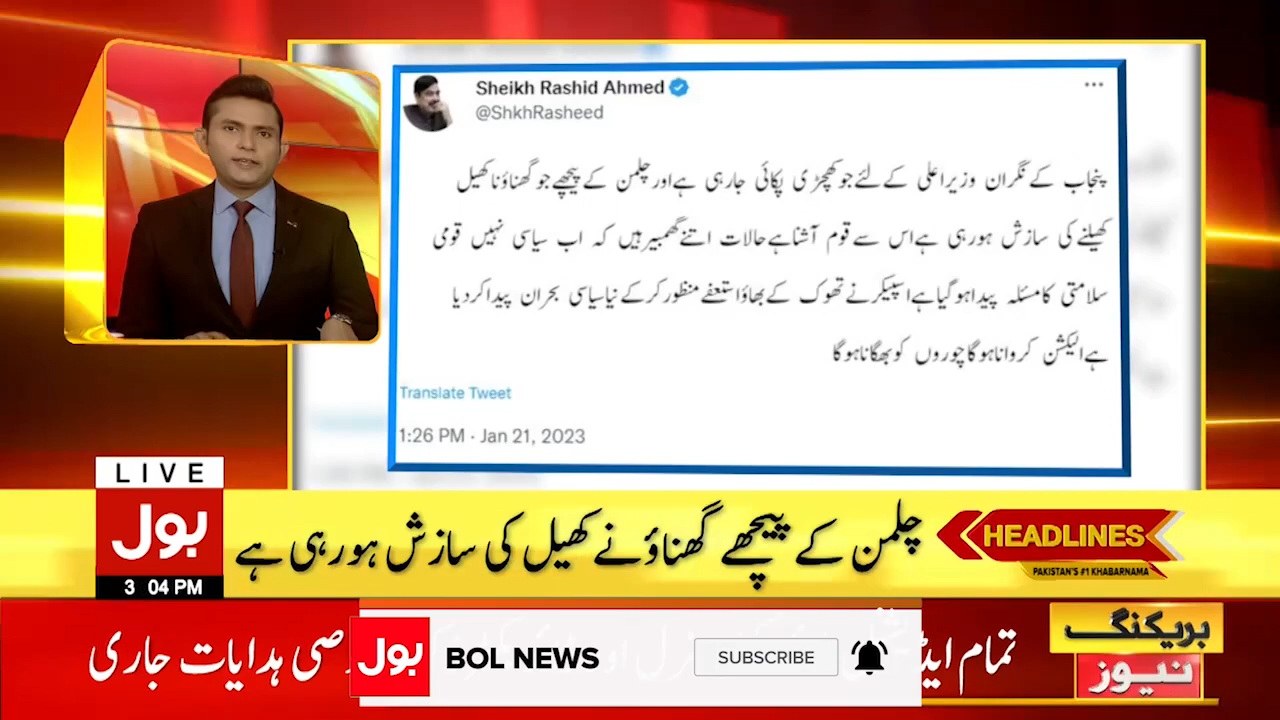 Sheikh Rashid Ahmed
@ShkhRasheed
پنجاب کے نگران وزیراعلی کے لئے جو کھچڑی پکائی جارہی ہے اور چلمن کے پیچھے جو گھناؤنا کھیل
کھیلنے کی سازش ہورہی ہے اس سے قوم آشنا ہے حالات اتنے گھمبیر ہیں کہ اب سیاسی نہیں قومی
سلامتی کا مسئلہ پیدا ہوگیا ہے اسپیکر نے تھوک کے بھاؤ استعفے منظور کرکے نیا سیاسی بحران پیدا کردیا
ہے الیکشن کروانا ہوگا چوروں کو بھگانا ہوگا
Translate Tweet
1:26 PM · Jan 21, 2023
LIVE
بول
3 04 PM
چلمن کے پیچھے گھناؤنے کھیل کی سازش ہو رہی ہے
HEADLINES
PAKISTAN'S #1 KHABARNAMA
بریکنگ
نیوز
تمام
ہدایات جاری
بول
BOL NEWS
SUBSCRIBE